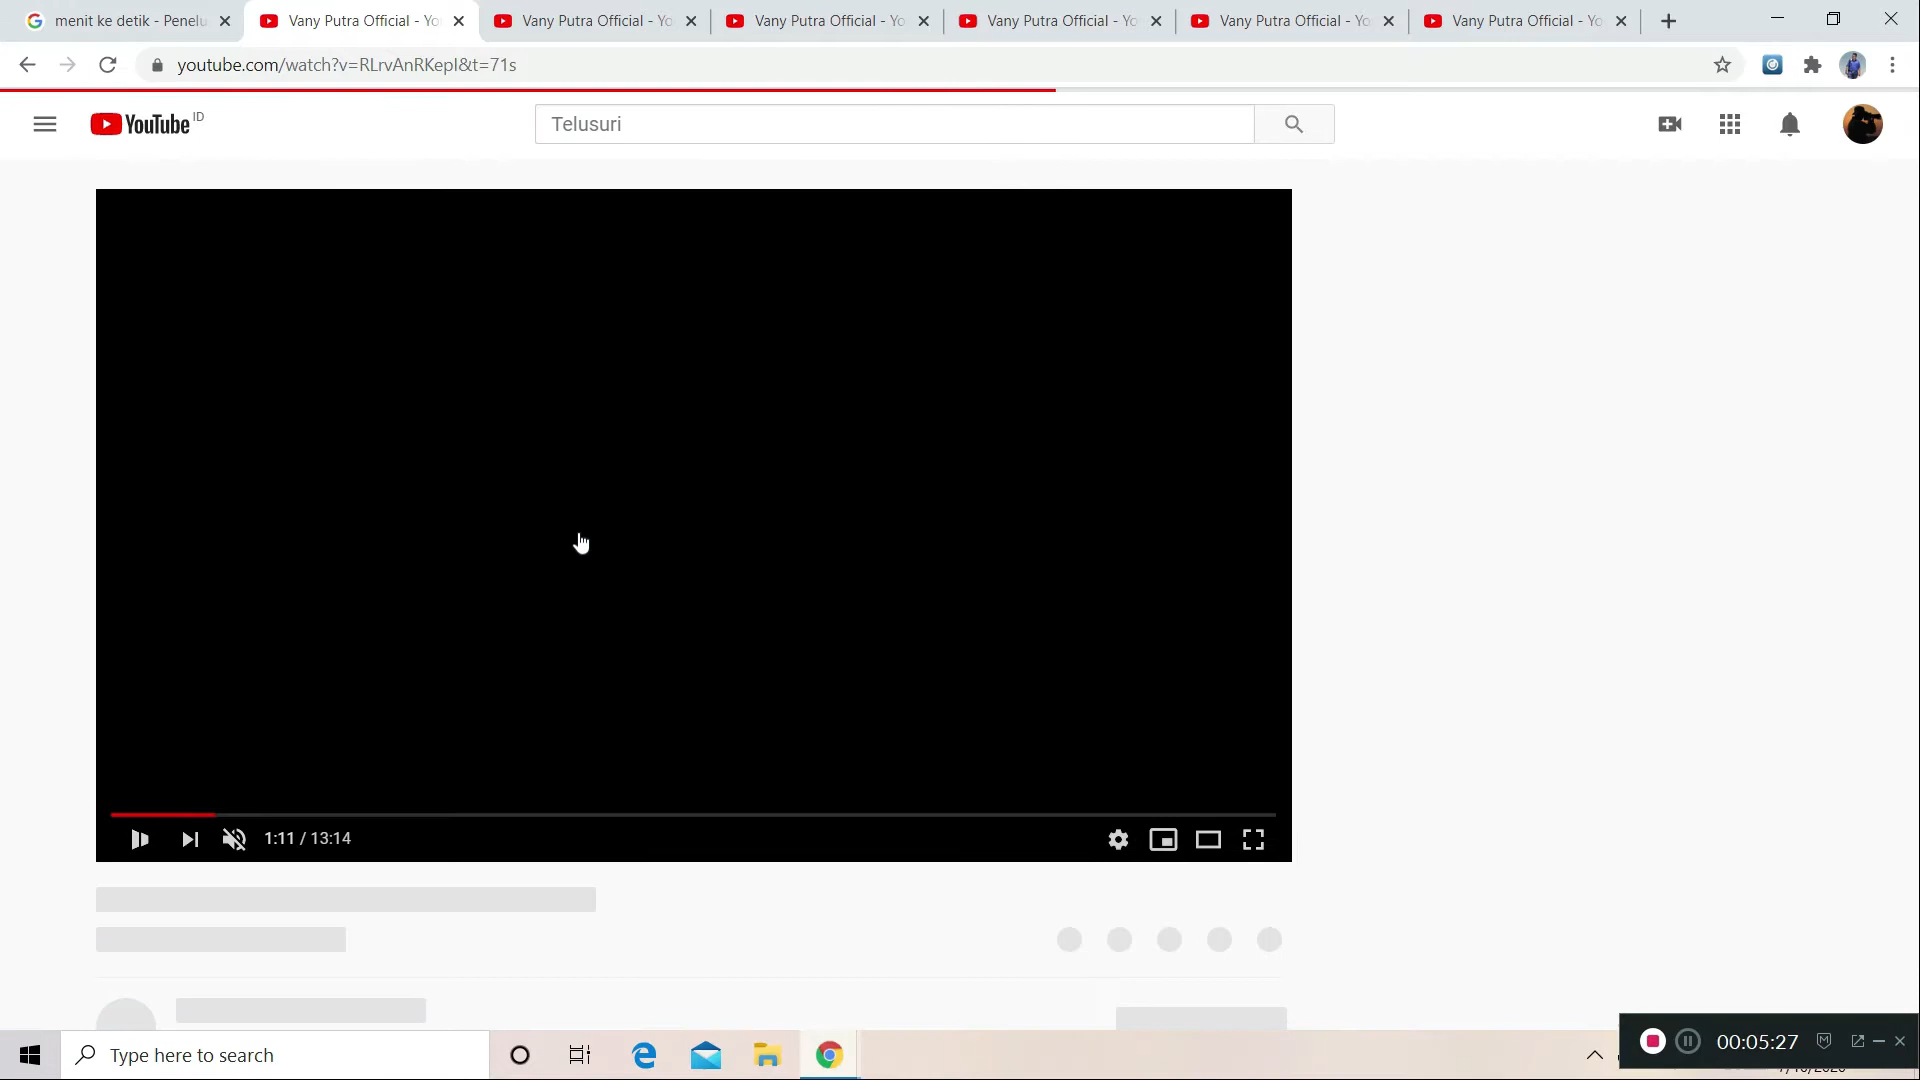 menit ke detik - Penelu
Vany Putra Official - Yo
Vany Putra Official - Yo
Vany Putra Official - Yo
Vany Putra Official - Yo
Vany Putra Official - Yo
Vany Putra Official - Yo
youtube.com/watch?v=RLrvAnRKepI&t=71s
YouTube ID
Telusuri
1:11 / 13:14
Type here to search
00:05:27